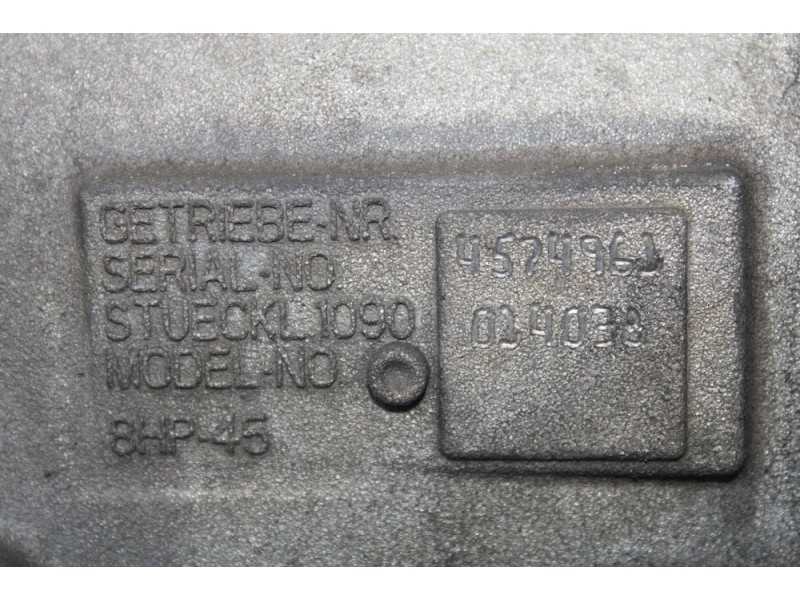 GETRIEBE-NR.
SERIAL-NO.
STUECKL.1090
MODEL-NO
8HP-45
4574961
014038